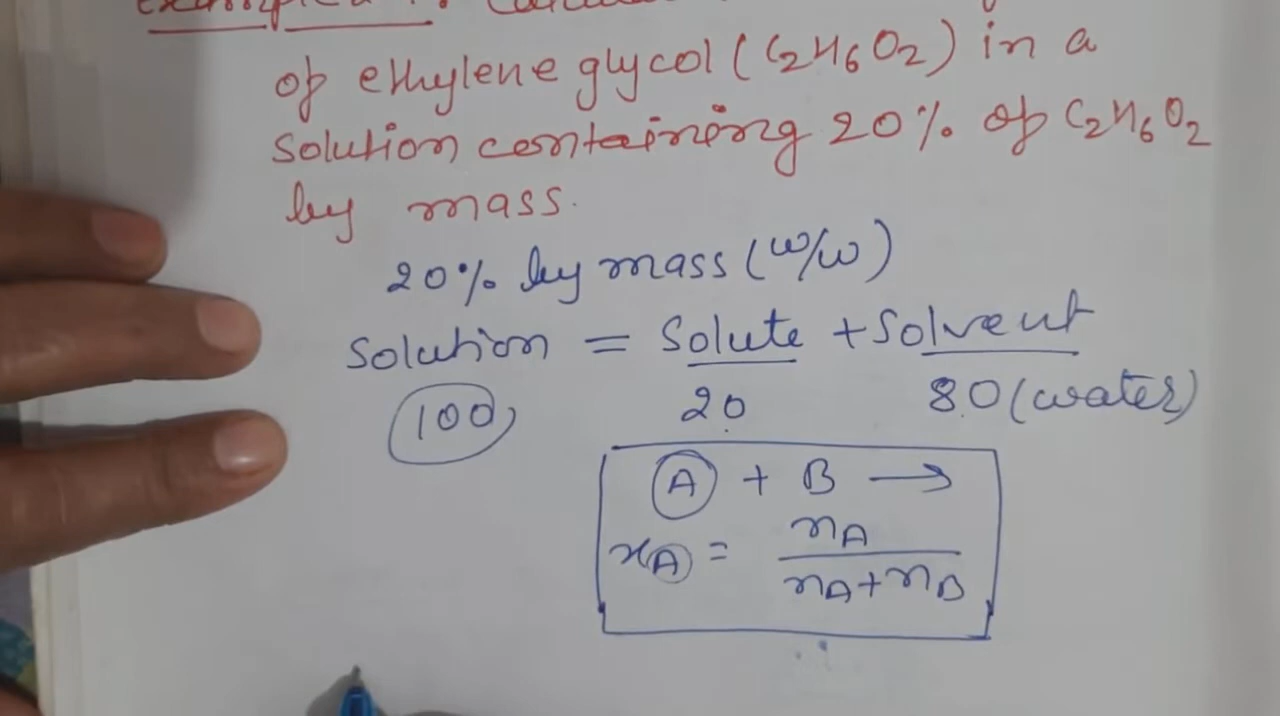 of ethylene glycol (C2H6O2) in a
solution containing 20% of C2H6O2
by mass.
20% by mass (w/w)
Solution = Solute + Solvent
100 20 80 (water)
A + B →
xA = nA / nA + nB